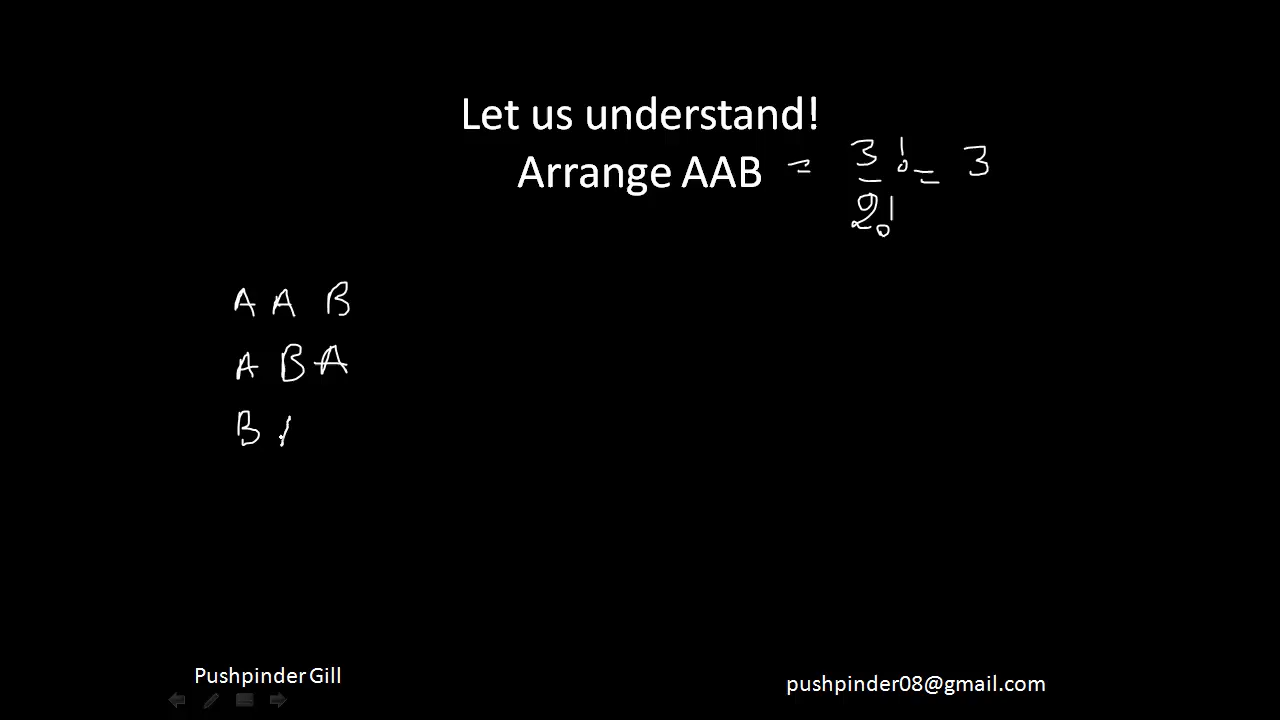 Let us understand!
Arrange AAB = 3!/2! = 3
A A B
A B A
B
Pushpinder Gill
pushpinder08@gmail.com